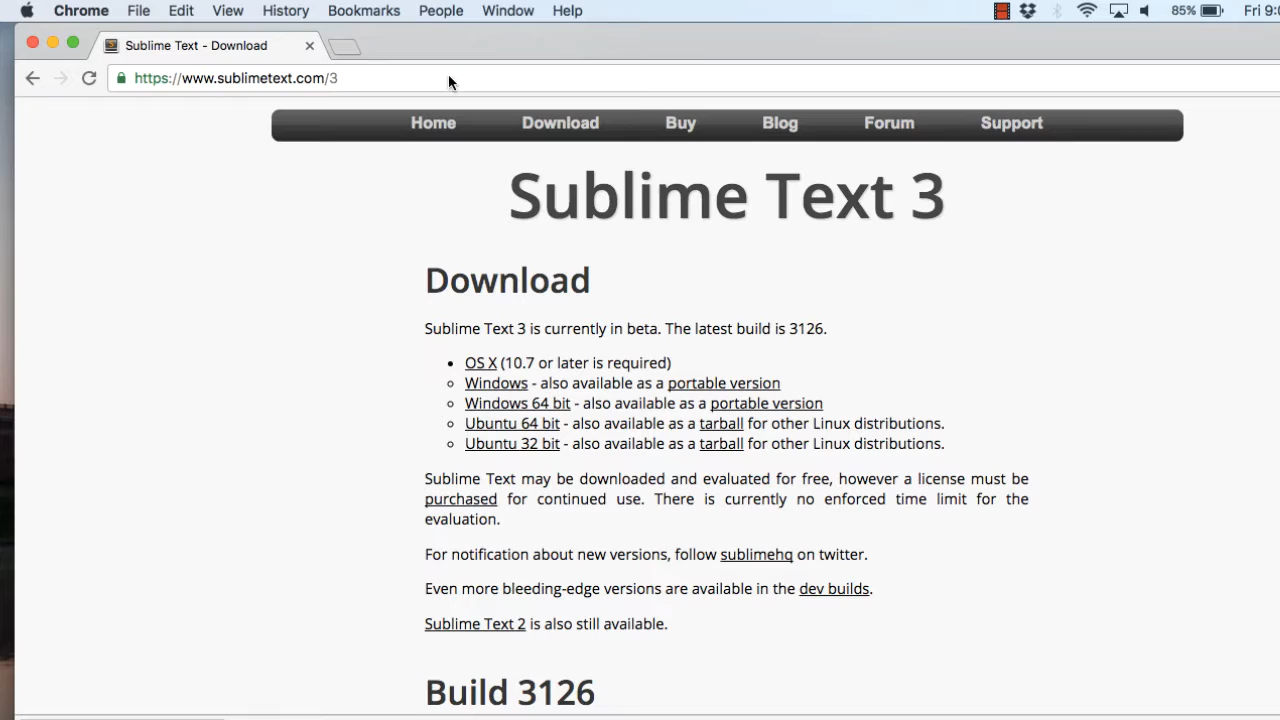 Chrome File Edit View History Bookmarks People Window Help 85% Fri 9:0
Sublime Text - Download
https://www.sublimetext.com/3
Home Download Buy Blog Forum Support
Sublime Text 3
Download
Sublime Text 3 is currently in beta. The latest build is 3126.
OS X (10.7 or later is required)
Windows - also available as a portable version
Windows 64 bit - also available as a portable version
Ubuntu 64 bit - also available as a tarball for other Linux distributions.
Ubuntu 32 bit - also available as a tarball for other Linux distributions.
Sublime Text may be downloaded and evaluated for free, however a license must be
purchased for continued use. There is currently no enforced time limit for the
evaluation.
For notification about new versions, follow sublimehq on twitter.
Even more bleeding-edge versions are available in the dev builds.
Sublime Text 2 is also still available.
Build 3126